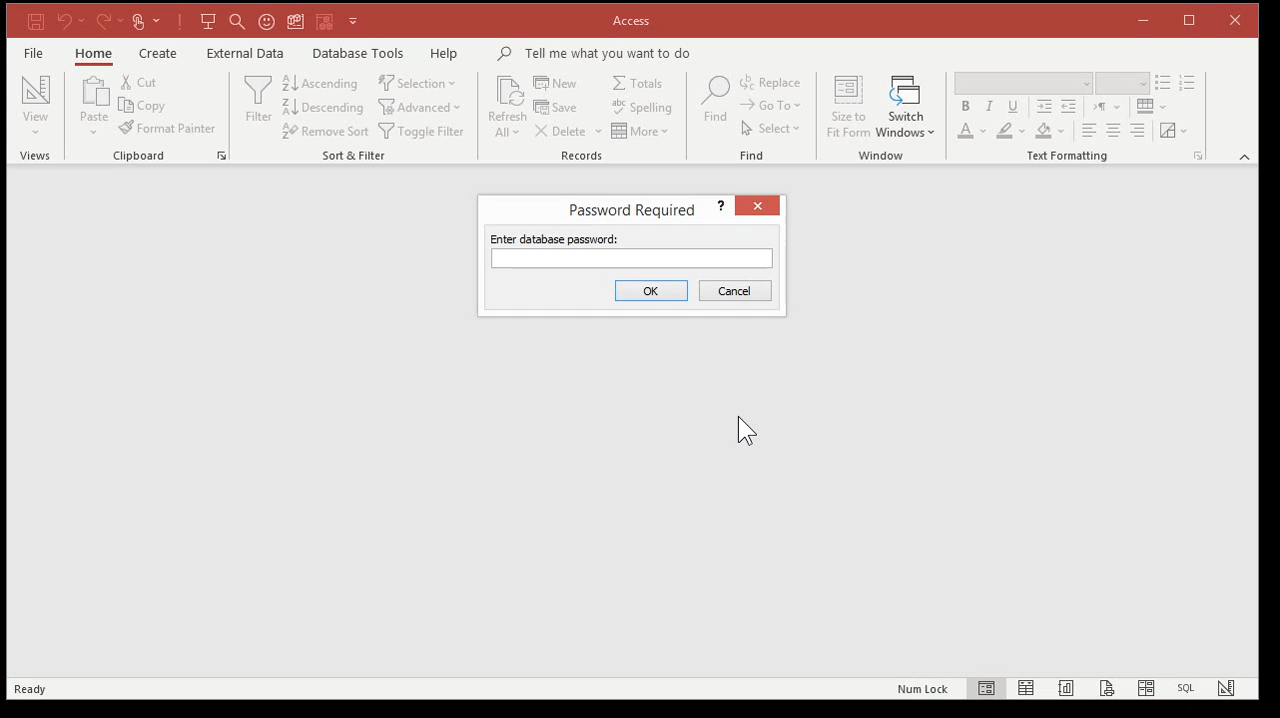 Access
File Home Create External Data Database Tools Help Tell me what you want to do
View
Views
Paste
Cut
Copy
Format Painter
Clipboard
Filter
Ascending
Descending
Remove Sort
Selection
Advanced
Toggle Filter
Sort & Filter
Refresh
All
New
Save
Delete
Totals
Spelling
More
Records
Find
Replace
Go To
Select
Find
Size to
Fit Form
Switch
Windows
Window
B I U
A
Text Formatting
Password Required ?
Enter database password:
OK Cancel
Ready Num Lock SQL